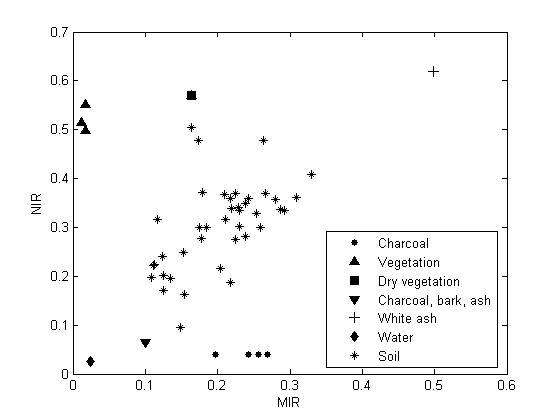 0.7
0.6
0.5
0.4
0.3
0.2
0.1
0
NIR
Charcoal
Vegetation
Dry vegetation
Charcoal, bark, ash
White ash
Water
Soil
0 0.1 0.2 0.3 0.4 0.5 0.6
MIR